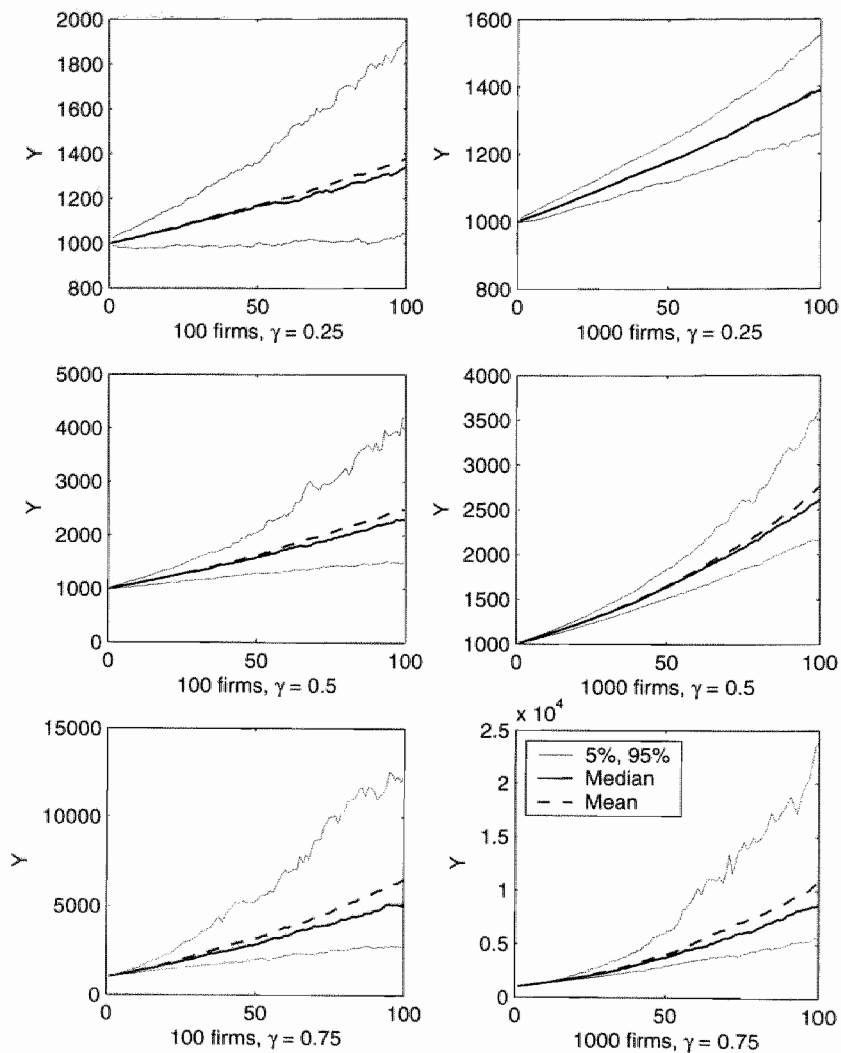 2000
1800
1600
1400
1200
1000
800
Y
0 50 100
100 firms, γ = 0.25
1600
1400
1200
1000
800
Y
0 50 100
1000 firms, γ = 0.25
5000
4000
3000
2000
1000
0
Y
0 50 100
100 firms, γ = 0.5
4000
3500
3000
2500
2000
1500
1000
Y
0 50 100
1000 firms, γ = 0.5
15000
10000
5000
0
Y
0 50 100
100 firms, γ = 0.75
x 10⁴
2.5
2
1.5
1
0.5
0
Y
5%, 95%
Median
Mean
0 50 100
1000 firms, γ = 0.75